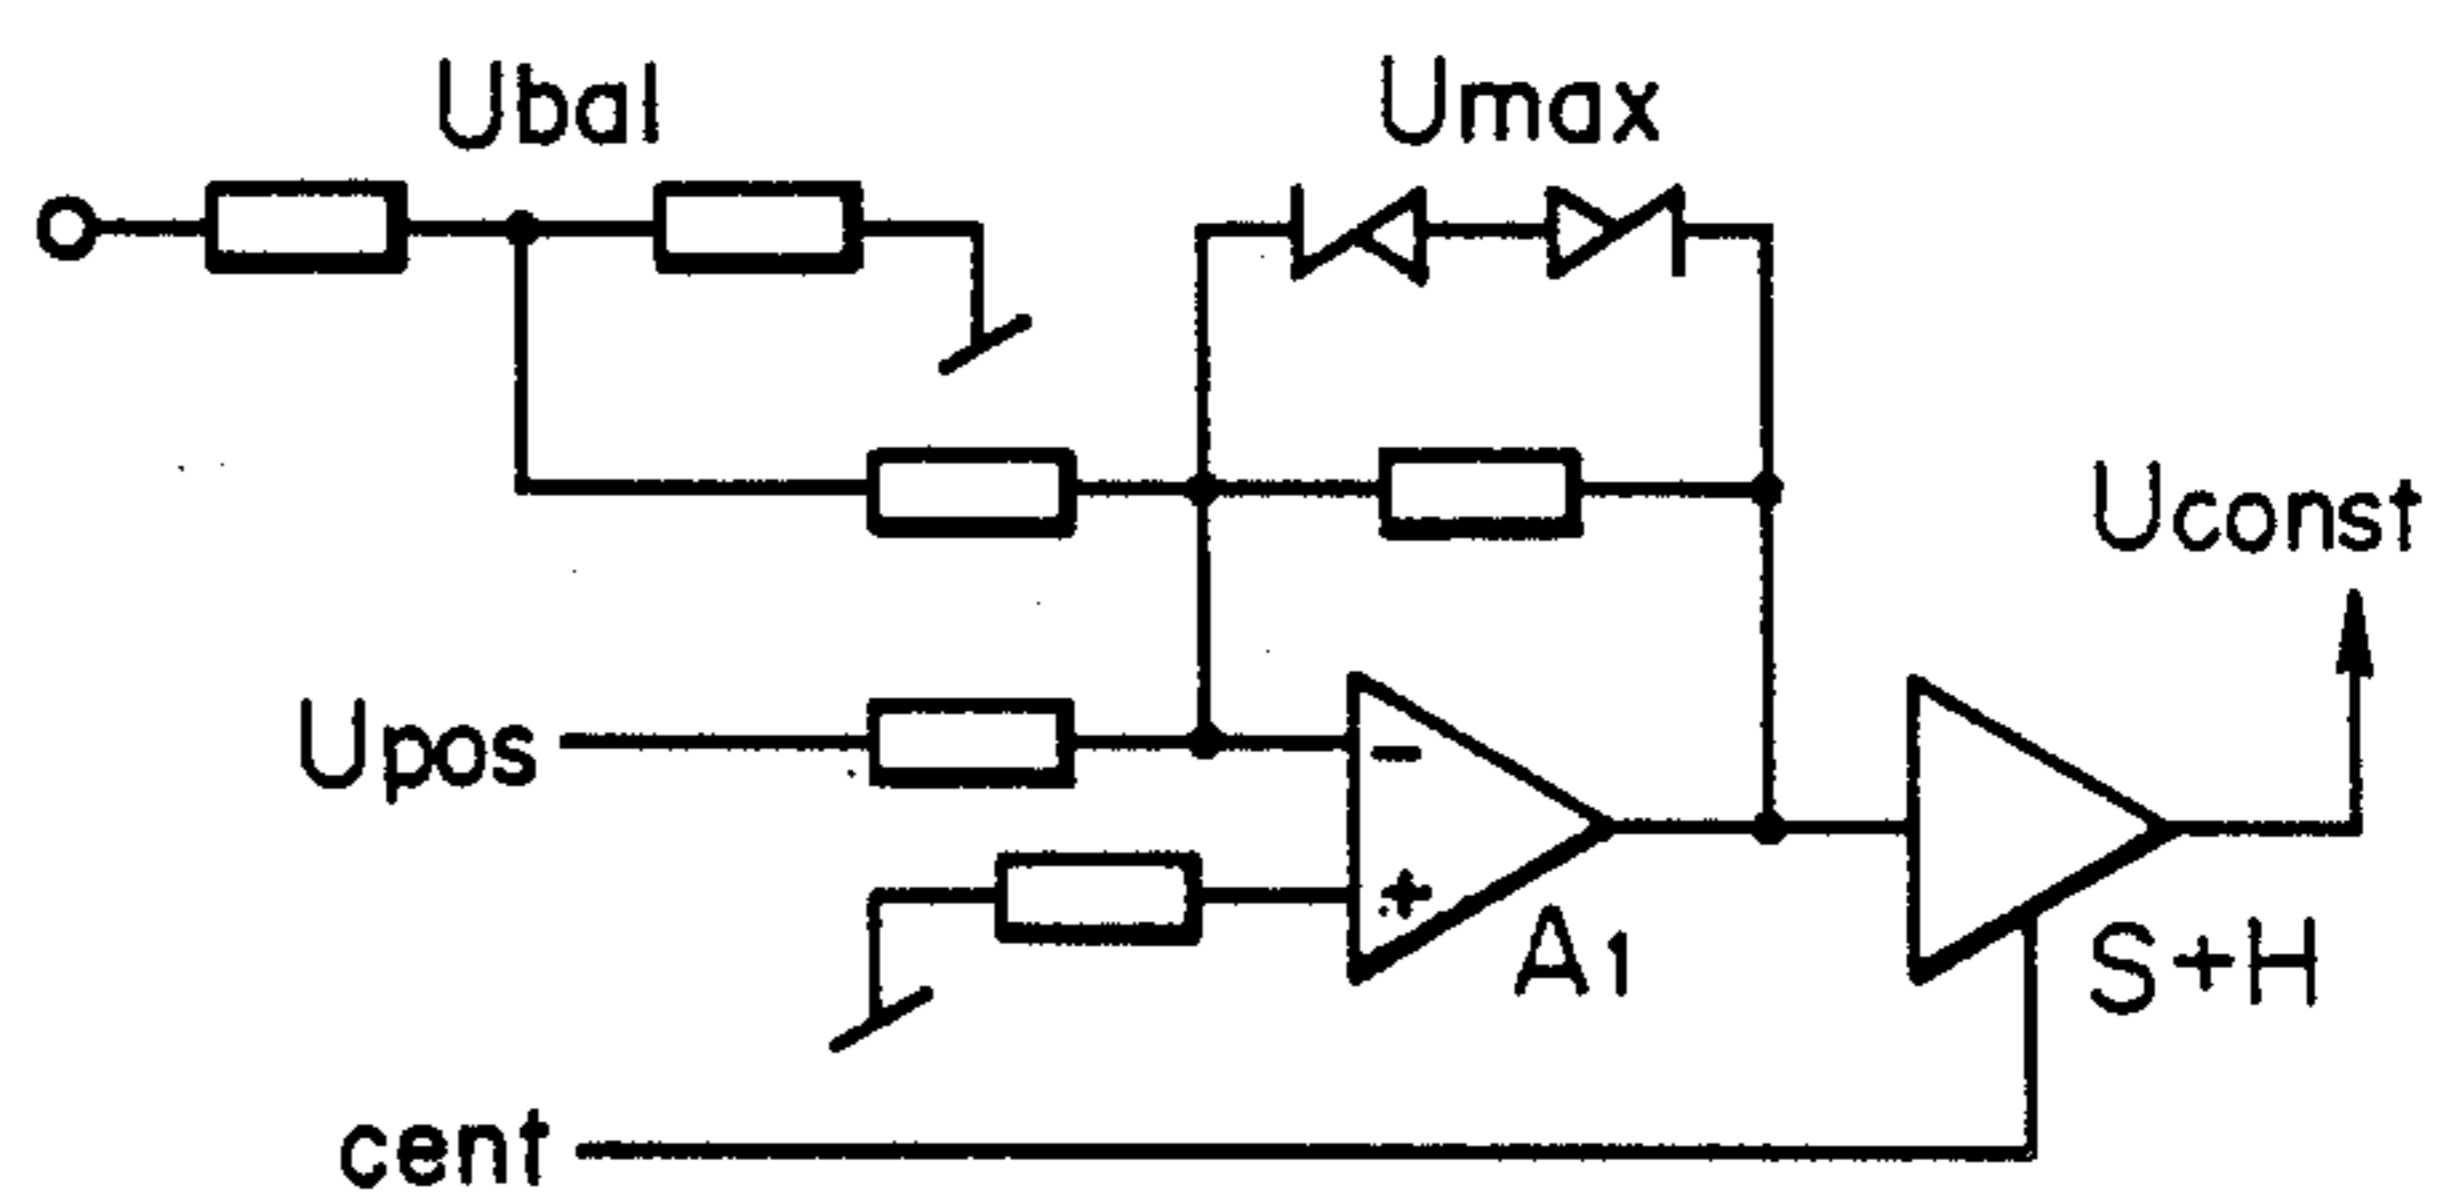 Ubal
Umax
Uconst
Upos
-
+
A1
S+H
cent